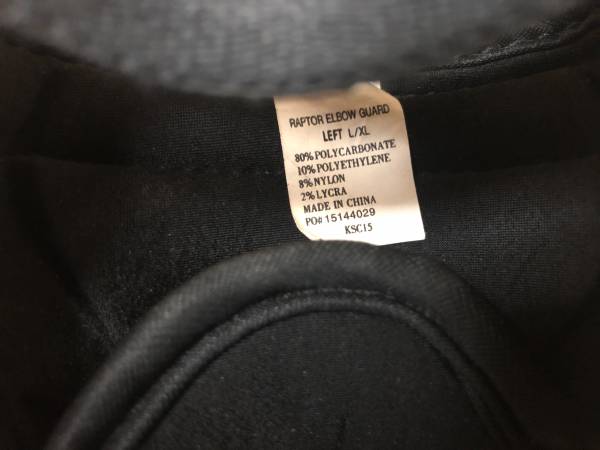 RAPTOR ELBOW GUARD
LEFT L/XL
80% POLYCARBONATE
10% POLYETHYLENE
8% NYLON
2% LYCRA
MADE IN CHINA
PO# 15144029
KSC15